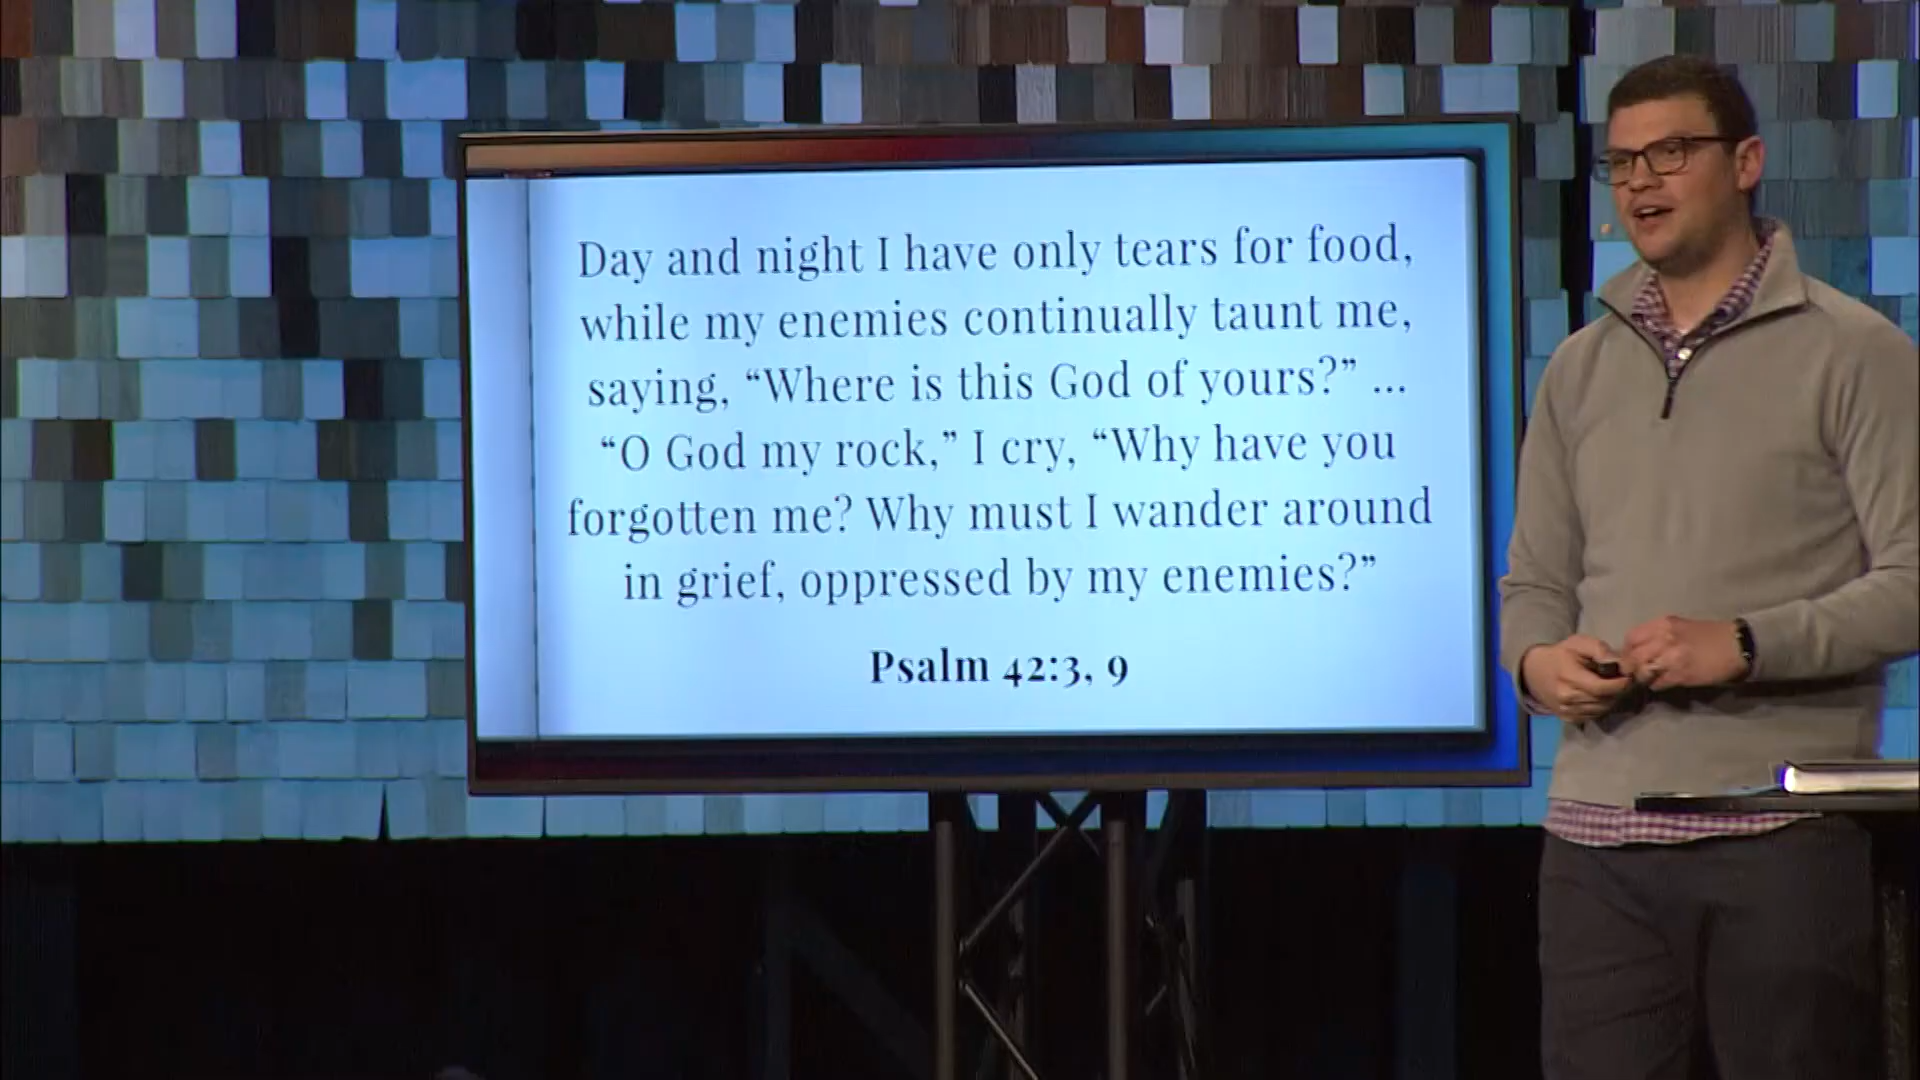 Day and night I have only tears for food,
while my enemies continually taunt me,
saying, “Where is this God of yours?” ...
“O God my rock,” I cry, “Why have you
forgotten me? Why must I wander around
in grief, oppressed by my enemies?”
Psalm 42:3, 9